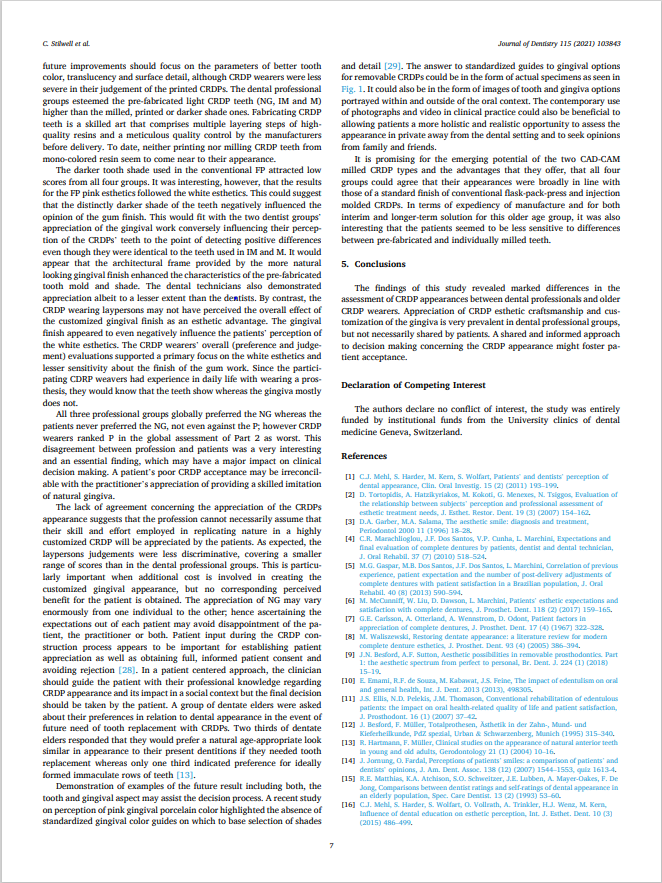 C. Stilwell et al.
Journal of Dentistry 115 (2021) 103843
future improvements should focus on the parameters of better tooth
color, translucency and surface detail, although CRDP wearers were less
severe in their judgement of the printed CRDPs. The dental professional
groups esteemed the pre-fabricated light CRDP teeth (NG, IM and M)
higher than the milled, printed or darker shade ones. Fabricating CRDP
teeth is a skilled art that comprises multiple layering steps of high-
quality resins and a meticulous quality control by the manufacturers
before delivery. To date, neither printing nor milling CRDP teeth from
mono-colored resin seem to come near to their appearance.
The darker tooth shade used in the conventional FP attracted low
scores from all four groups. It was interesting, however, that the results
for the FP pink esthetics followed the white esthetics. This could suggest
that the distinctly darker shade of the teeth negatively influenced the
opinion of the gum finish. This would fit with the two dentist groups'
appreciation of the gingival work conversely influencing their percep-
tion of the CRDPs' teeth to the point of detecting positive differences
even though they were identical to the teeth used in IM and M. It would
appear that the architectural frame provided by the more natural
looking gingival finish enhanced the characteristics of the pre-fabricated
tooth mold and shade. The dental technicians also demonstrated
appreciation albeit to a lesser extent than the dentists. By contrast, the
CRDP wearing laypersons may not have perceived the overall effect of
the customized gingival finish as an esthetic advantage. The gingival
finish appeared to even negatively influence the patients' perception of
the white esthetics. The CRDP wearers' overall (preference and judge-
ment) evaluations supported a primary focus on the white esthetics and
lesser sensitivity about the finish of the gum work. Since the partici-
pating CDRP wearers had experience in daily life with wearing a pros-
thesis, they would know that the teeth show whereas the gingiva mostly
does not.
All three professional groups globally preferred the NG whereas the
patients never preferred the NG, not even against the P; however CRDP
wearers ranked P in the global assessment of Part 2 as worst. This
disagreement between profession and patients was a very interesting
and an essential finding, which may have a major impact on clinical
decision making. A patient's poor CRDP acceptance may be irreconcil-
able with the practitioner's appreciation of providing a skilled imitation
of natural gingiva.
The lack of agreement concerning the appreciation of the CRDPs
appearance suggests that the profession cannot necessarily assume that
their skill and effort employed in replicating nature in a highly
customized CRDP will be appreciated by the patients. As expected, the
laypersons judgements were less discriminative, covering a smaller
range of scores than in the dental professional groups. This is particu-
larly important when additional cost is involved in creating the
customized gingival appearance, but no corresponding perceived
benefit for the patient is obtained. The appreciation of NG may vary
enormously from one individual to the other; hence ascertaining the
expectations out of each patient may avoid disappointment of the pa-
tient, the practitioner or both. Patient input during the CRDP con-
struction process appears to be important for establishing patient
appreciation as well as obtaining full, informed patient consent and
avoiding rejection [28]. In a patient centered approach, the clinician
should guide the patient with their professional knowledge regarding
CRDP appearance and its impact in a social context but the final decision
should be taken by the patient. A group of dentate elders were asked
about their preferences in relation to dental appearance in the event of
future need of tooth replacement with CRDPs. Two thirds of dentate
elders responded that they would prefer a natural age-appropriate look
similar in appearance to their present dentitions if they needed tooth
replacement whereas only one third indicated preference for ideally
formed immaculate rows of teeth [13].
Demonstration of examples of the future result including both, the
tooth and gingival aspect may assist the decision process. A recent study
on perception of pink gingival porcelain color highlighted the absence of
standardized gingival color guides on which to base selection of shades
and detail [29]. The answer to standardized guides to gingival options
for removable CRDPs could be in the form of actual specimens as seen in
Fig. 1. It could also be in the form of images of tooth and gingiva options
portrayed within and outside of the oral context. The contemporary use
of photographs and video in clinical practice could also be beneficial to
allowing patients a more holistic and realistic opportunity to assess the
appearance in private away from the dental setting and to seek opinions
from family and friends.
It is promising for the emerging potential of the two CAD-CAM
milled CRDP types and the advantages that they offer, that all four
groups could agree that their appearances were broadly in line with
those of a standard finish of conventional flask-pack-press and injection
molded CRDPs. In terms of expediency of manufacture and for both
interim and longer-term solution for this older age group, it was also
interesting that the patients seemed to be less sensitive to differences
between pre-fabricated and individually milled teeth.
5. Conclusions
The findings of this study revealed marked differences in the
assessment of CRDP appearances between dental professionals and older
CRDP wearers. Appreciation of CRDP esthetic craftsmanship and cus-
tomization of the gingiva is very prevalent in dental professional groups,
but not necessarily shared by patients. A shared and informed approach
to decision making concerning the CRDP appearance might foster pa-
tient acceptance.
Declaration of Competing Interest
The authors declare no conflict of interest, the study was entirely
funded by institutional funds from the University clinics of dental
medicine Geneva, Switzerland.
References
[1] C.J. Mehl, S. Harder, M. Kern, S. Wolfart, Patients' and dentists' perception of
dental appearance, Clin. Oral Investig. 15 (2) (2011) 193–199.
[2] D. Tortopidis, A. Hatzikyriakos, M. Kokoti, G. Menexes, N. Tsiggos, Evaluation of
the relationship between subjects' perception and professional assessment of
esthetic treatment needs, J. Esthet. Restor. Dent. 19 (3) (2007) 154–162.
[3] D.A. Garber, M.A. Salama, The aesthetic smile: diagnosis and treatment,
Periodontol 2000 11 (1996) 18–28.
[4] C.R. Marachlioglou, J.F. Dos Santos, V.P. Cunha, L. Marchini, Expectations and
final evaluation of complete dentures by patients, dentist and dental technician,
J. Oral Rehabil. 37 (7) (2010) 518–524.
[5] M.G. Gaspar, M.B. Dos Santos, J.F. Dos Santos, L. Marchini, Correlation of previous
experience, patient expectation and the number of post-delivery adjustments of
complete dentures with patient satisfaction in a Brazilian population, J. Oral
Rehabil. 40 (8) (2013) 590–594.
[6] M. McCunniff, W. Liu, D. Dawson, L. Marchini, Patients' esthetic expectations and
satisfaction with complete dentures, J. Prosthet. Dent. 118 (2) (2017) 159–165.
[7] G.E. Carlsson, A. Otterland, A. Wennstrom, D. Odont, Patient factors in
appreciation of complete dentures, J. Prosthet. Dent. 17 (4) (1967) 322–328.
[8] M. Waliszewski, Restoring dentate appearance: a literature review for modern
complete denture esthetics, J. Prosthet. Dent. 93 (4) (2005) 386–394.
[9] J.N. Besford, A.F. Sutton, Aesthetic possibilities in removable prosthodontics. Part
1: the aesthetic spectrum from perfect to personal, Br. Dent. J. 224 (1) (2018)
15–19.
[10] E. Emami, R.F. de Souza, M. Kabawat, J.S. Feine, The impact of edentulism on oral
and general health, Int. J. Dent. 2013 (2013), 498305.
[11] J.S. Ellis, N.D. Pelekis, J.M. Thomason, Conventional rehabilitation of edentulous
patients: the impact on oral health-related quality of life and patient satisfaction,
J. Prosthodont. 16 (1) (2007) 37–42.
[12] J. Besford, F. Müller, Totalprothesen, Ästhetik in der Zahn-, Mund- und
Kieferheilkunde, PdZ spezial, Urban & Schwarzenberg, Munich (1995) 315–340.
[13] R. Hartmann, F. Müller, Clinical studies on the appearance of natural anterior teeth
in young and old adults, Gerodontology 21 (1) (2004) 10–16.
[14] J. Jornung, O. Fardal, Perceptions of patients' smiles: a comparison of patients' and
dentists' opinions, J. Am. Dent. Assoc. 138 (12) (2007) 1544–1553, quiz 1613-4.
[15] R.E. Matthias, K.A. Atchison, S.O. Schweitzer, J.E. Lubben, A. Mayer-Oakes, F. De
Jong, Comparisons between dentist ratings and self-ratings of dental appearance in
an elderly population, Spec. Care Dentist. 13 (2) (1993) 53–60.
[16] C.J. Mehl, S. Harder, S. Wolfart, O. Vollrath, A. Trinkler, H.J. Wenz, M. Kern,
Influence of dental education on esthetic perception, Int. J. Esthet. Dent. 10 (3)
(2015) 486–499.
7